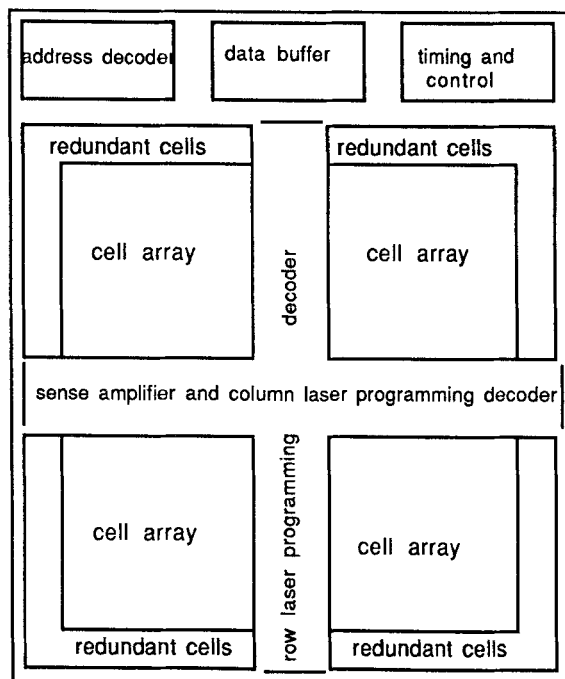 address decoder
data buffer
timing and
control
redundant cells
redundant cells
cell array
cell array
decoder
sense amplifier and column laser programming decoder
row laser programming
cell array
cell array
redundant cells
redundant cells